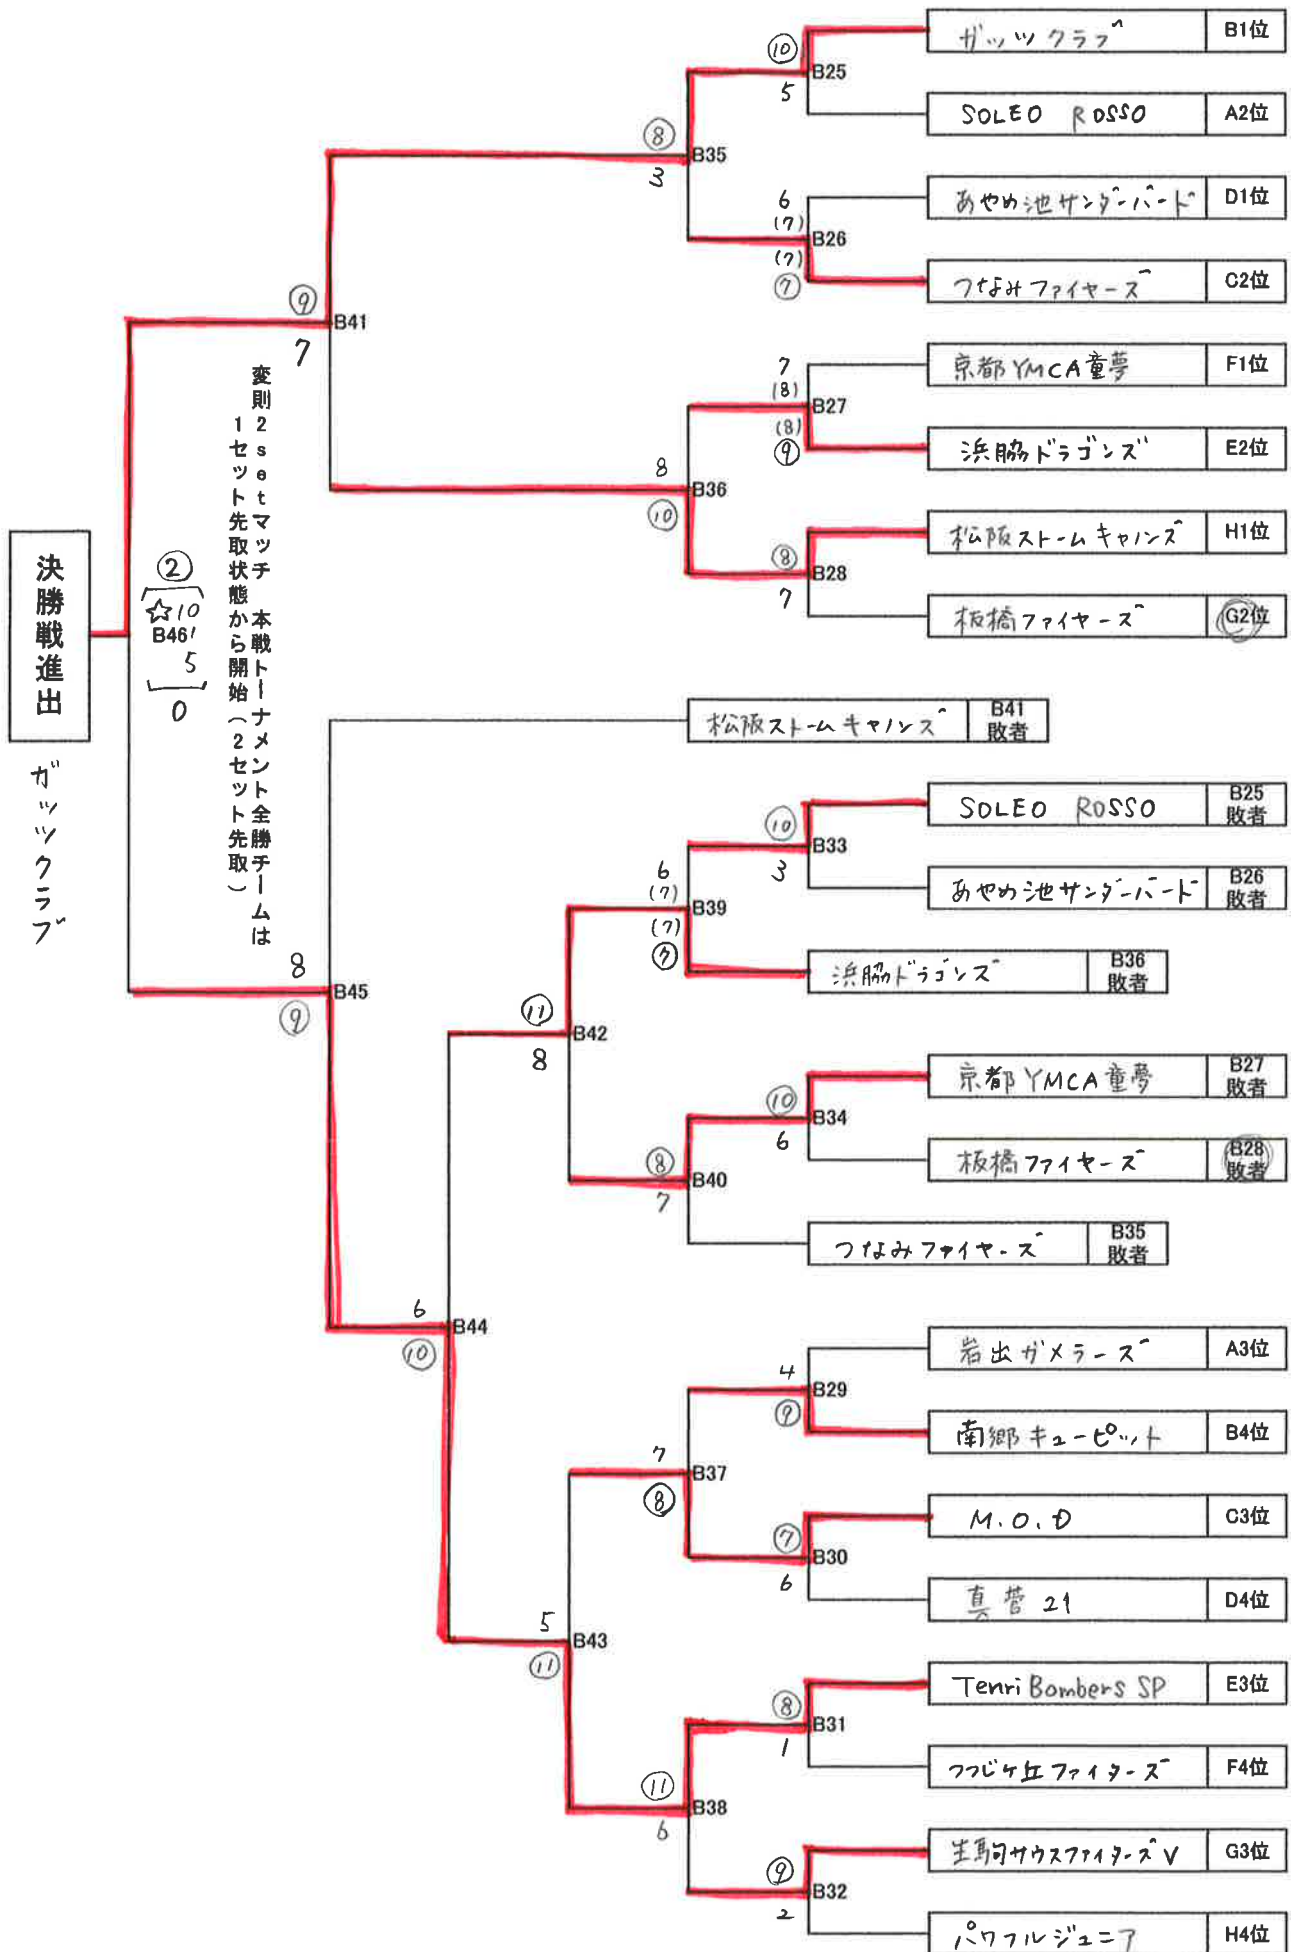 ガッツクラブ B1位
⑩
B25
5
SOLEO ROSSO A2位
⑧
B35
3
あやめ池サンダーバード D1位
6
(7)
B26
(7)
⑦
つなみファイヤーズ C2位
⑨
B41
7
京都YMCA童夢 F1位
7
(8)
B27
(8)
⑨
浜脇ドラゴンズ E2位
8
B36
⑩
松阪ストームキャノンズ H1位
⑧
B28
7
板橋ファイヤーズ G2位
変則2setマッチ 本戦トーナメント全勝チームは
1セット先取状態から開始(2セット先取)
決勝戦進出
ガッツクラブ
②
☆10
B46
5
0
松阪ストームキャノンズ B41敗者
SOLEO ROSSO B25敗者
⑩
B33
3
あやめ池サンダーバード B26敗者
6
(7)
B39
(7)
⑦
浜脇ドラゴンズ B36敗者
8
B45
⑨
⑪
B42
8
京都YMCA童夢 B27敗者
⑩
B34
6
板橋ファイヤーズ B28敗者
⑧
B40
7
つなみファイヤーズ B35敗者
6
B44
⑩
岩出ガメラーズ A3位
4
B29
⑨
南郷キューピット B4位
7
B37
⑧
M.O.D C3位
⑦
B30
6
真菅21 D4位
5
B43
⑪
Tenri Bombers SP E3位
⑧
B31
1
つつじヶ丘ファイターズ F4位
⑪
B38
6
生駒サウスファイターズV G3位
⑨
B32
2
パワフルジュニア H4位